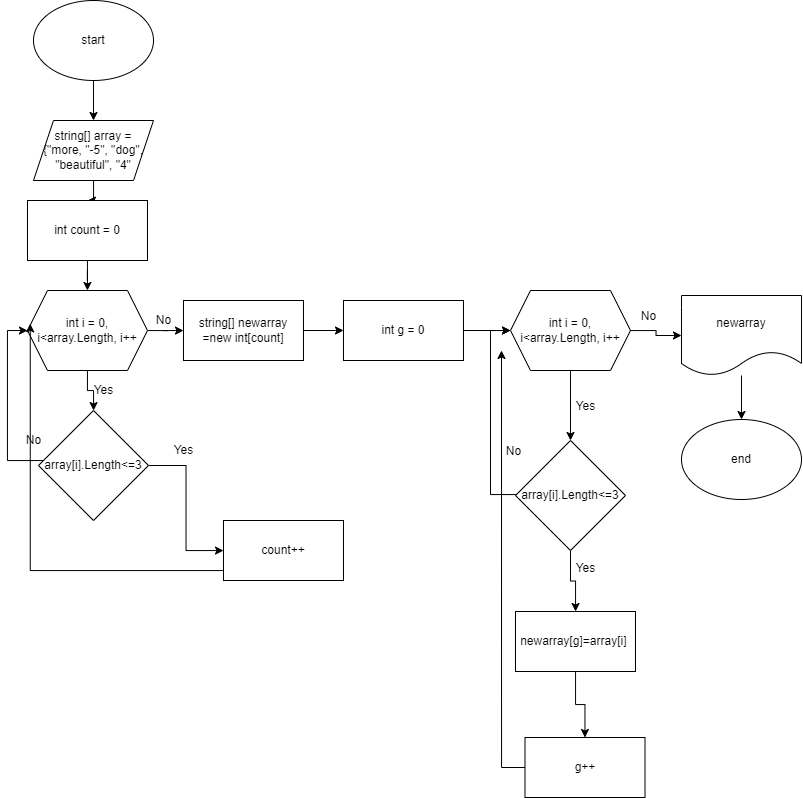 start
string[] array =
{"more, "-5", "dog",
"beautiful", "4"
int count = 0
int i = 0,
i<array.Length, i++
No
string[] newarray
=new int[count]
int g = 0
int i = 0,
i<array.Length, i++
No
newarray
Yes
Yes
No
array[i].Length<=3
Yes
No
array[i].Length<=3
end
count++
Yes
newarray[g]=array[i]
g++